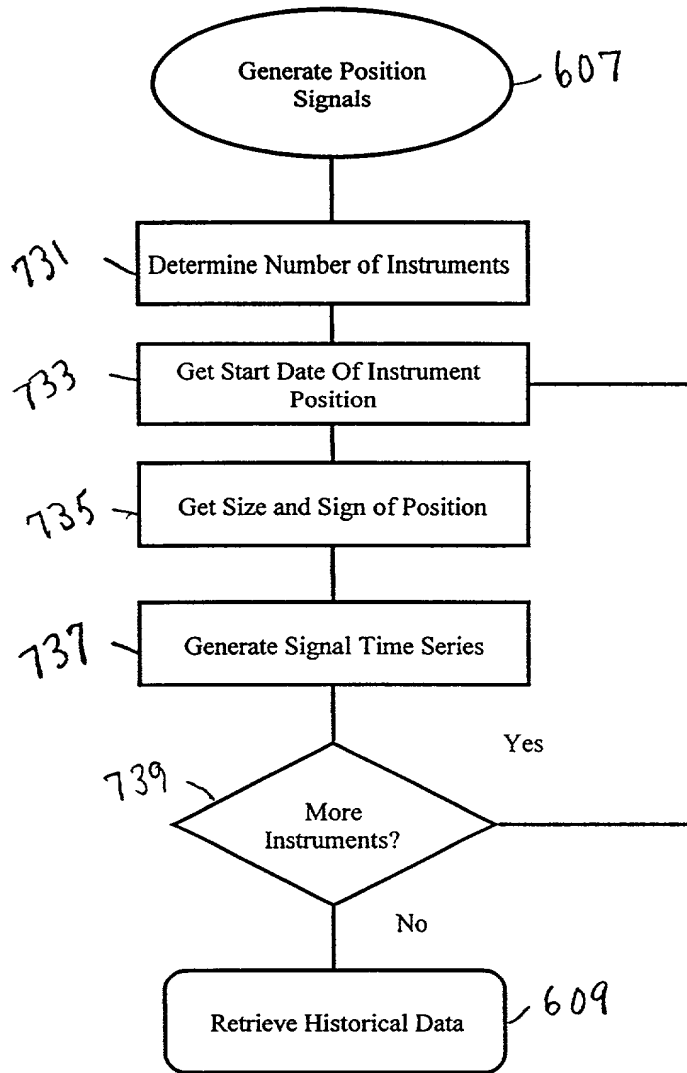 Generate Position
Signals
607
731
Determine Number of Instruments
733
Get Start Date Of Instrument
Position
735
Get Size and Sign of Position
737
Generate Signal Time Series
Yes
739
More
Instruments?
No
Retrieve Historical Data
609